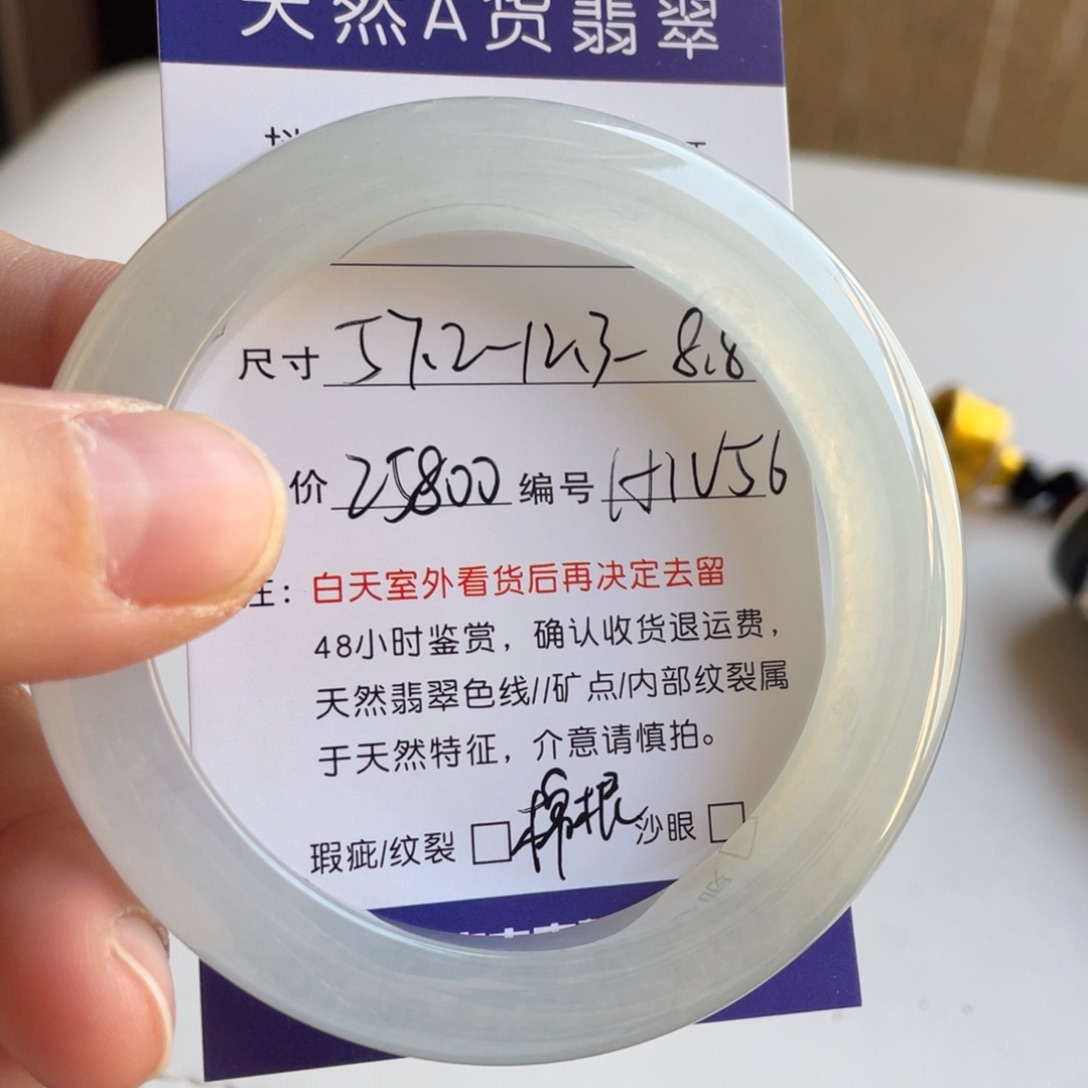 天然A货翡翠
尺寸 57.2-12.3-8.8
价 25800 编号 H1V56
注：白天室外看货后再决定去留
48小时鉴赏，确认收货退运费，
天然翡翠色线//矿点/内部纹裂属
于天然特征，介意请慎拍。
瑕疵/纹裂 □ 棉根 沙眼 □